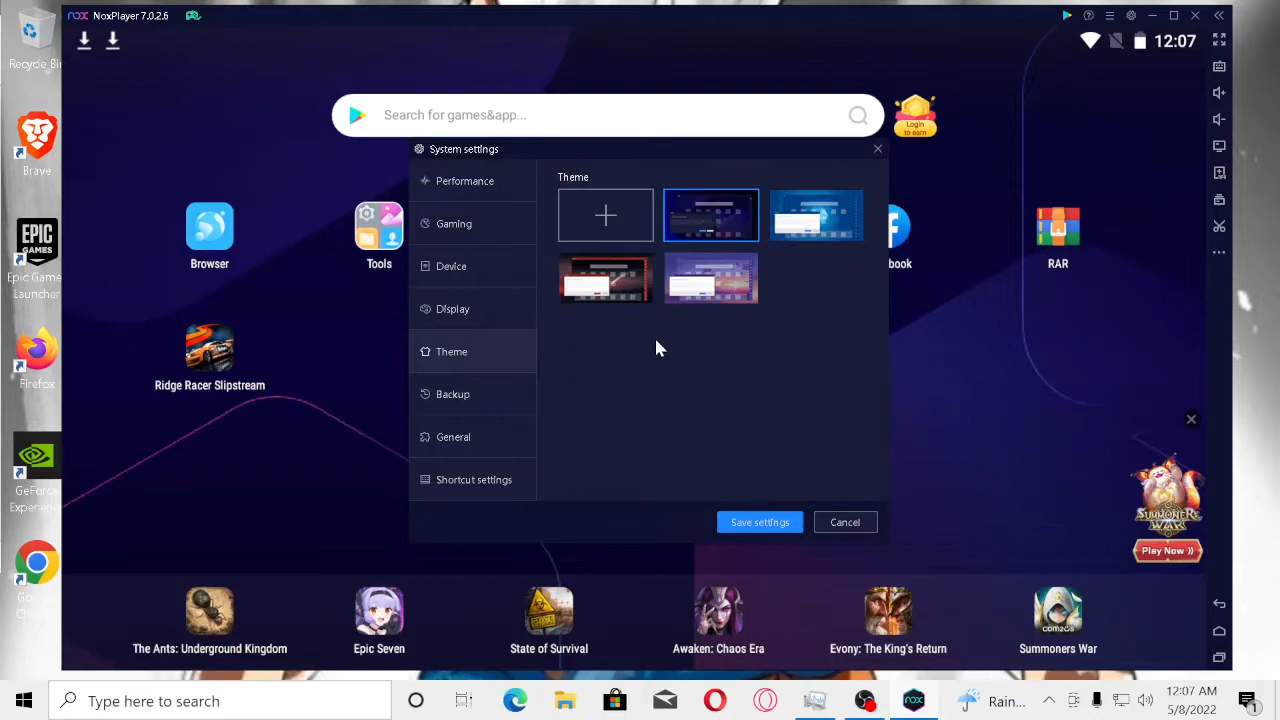 nox NoxPlayer 7.0.2.6
12:07
Recycle Bin
Search for games&app...
Login
to earn
System settings
Performance
Gaming
Device
Display
Theme
Backup
General
Shortcut settings
Theme
Save settings
Cancel
Brave
EPIC
GAMES
Epic Games
Launcher
Firefox
GeForce
Experience
Browser
Tools
book
RAR
Ridge Racer Slipstream
SUMMONERS
WAR
Play Now »
COM2US
The Ants: Underground Kingdom
Epic Seven
State of Survival
Awaken: Chaos Era
Evony: The King's Return
Summoners War
Type here to search
nox
Rain...
12:07 AM
5/8/2022
1